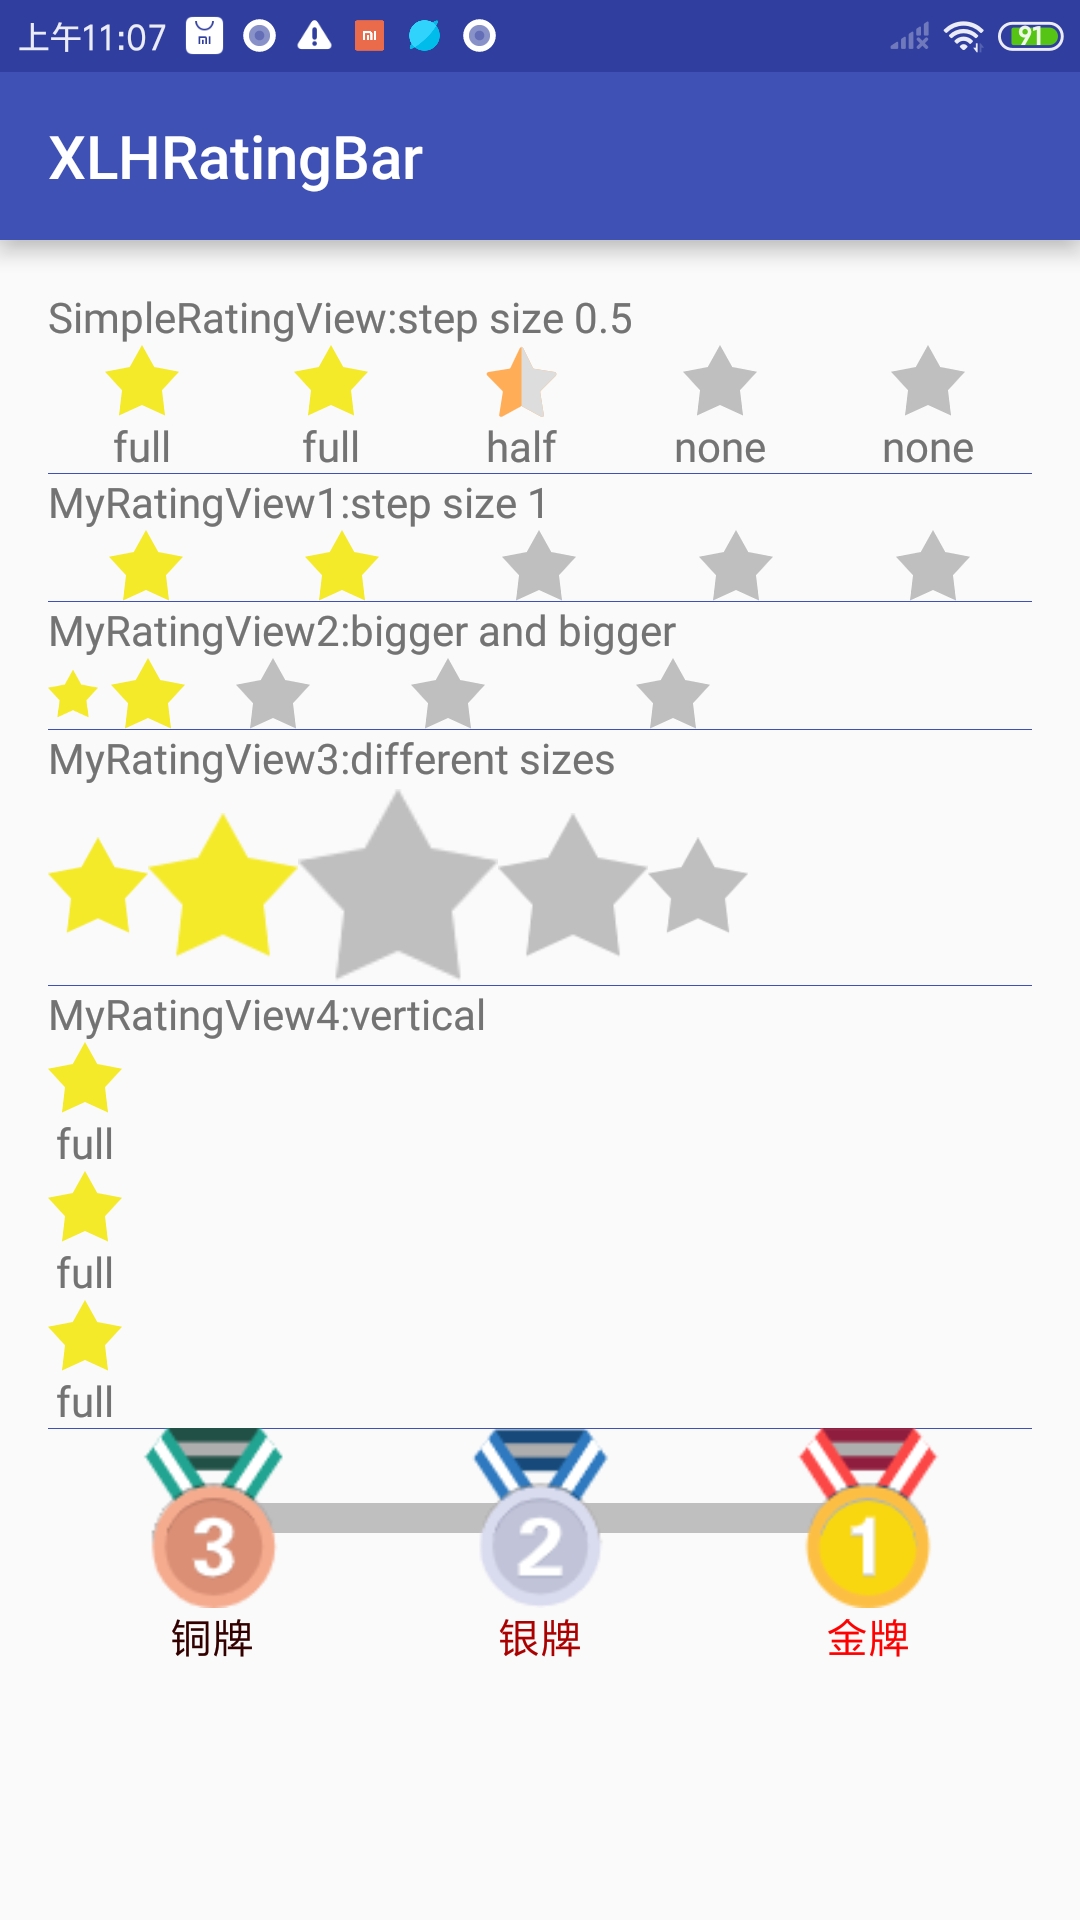 上午11:07 91
XLHRatingBar
SimpleRatingView:step size 0.5
full full half none none
MyRatingView1:step size 1
MyRatingView2:bigger and bigger
MyRatingView3:different sizes
MyRatingView4:vertical
full
full
full
3 2 1
铜牌 银牌 金牌